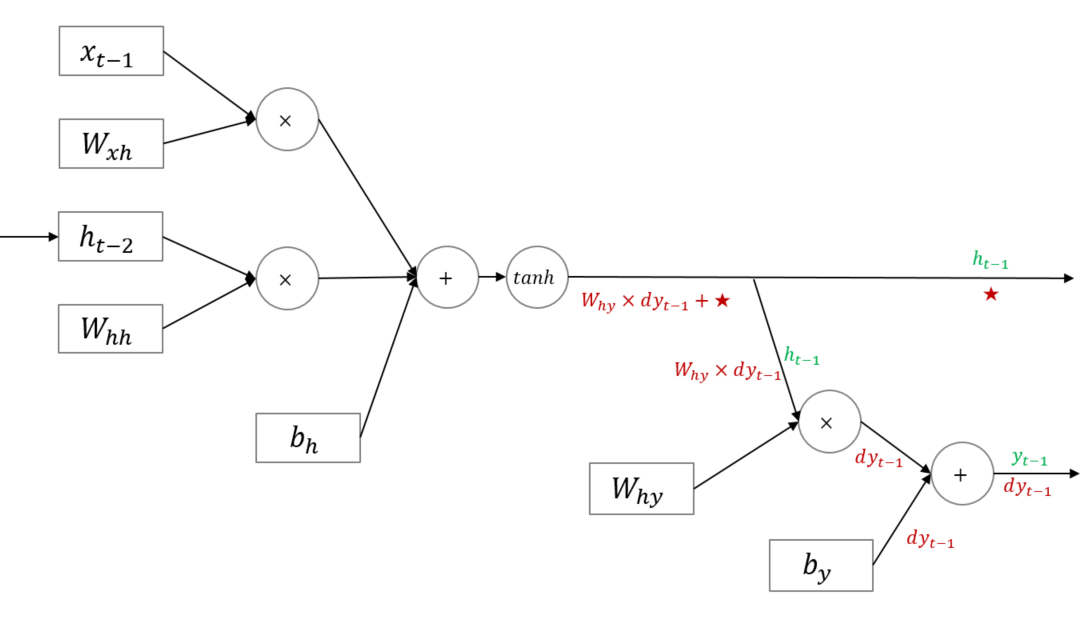 x_{t−1}
W_{xh}
×
h_{t−2}
W_{hh}
×
+
tanh
h_{t−1}
W_{hy} × dy_{t−1} + ★
★
b_h
W_{hy} × dy_{t−1}
h_{t−1}
×
dy_{t−1}
W_{hy}
+
y_{t−1}
dy_{t−1}
b_y
dy_{t−1}